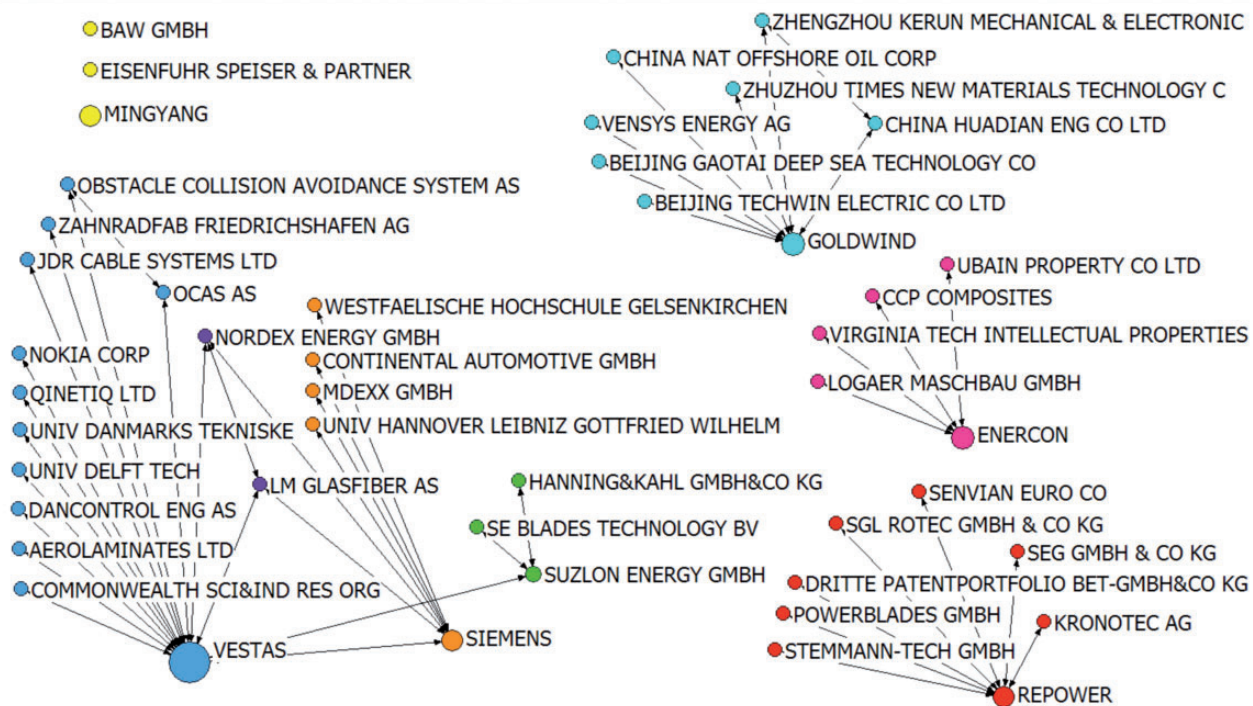 BAW GMBH
EISENFUHR SPEISER & PARTNER
MINGYANG
ZHENGZHOU KERUN MECHANICAL & ELECTRONIC
CHINA NAT OFFSHORE OIL CORP
ZHUZHOU TIMES NEW MATERIALS TECHNOLOGY C
VENSYS ENERGY AG
CHINA HUADIAN ENG CO LTD
BEIJING GAOTAI DEEP SEA TECHNOLOGY CO
BEIJING TECHWIN ELECTRIC CO LTD
GOLDWIND
OBSTACLE COLLISION AVOIDANCE SYSTEM AS
ZAHNRADFAB FRIEDRICHSHAFEN AG
JDR CABLE SYSTEMS LTD
OCAS AS
NORDEX ENERGY GMBH
NOKIA CORP
QINETIQ LTD
UNIV DANMARKS TEKNISKE
UNIV DELFT TECH
LM GLASFIBER AS
DANCONTROL ENG AS
AEROLAMINATES LTD
COMMONWEALTH SCI&IND RES ORG
VESTAS
WESTFAELISCHE HOCHSCHULE GELSENKIRCHEN
CONTINENTAL AUTOMOTIVE GMBH
MDEXX GMBH
UNIV HANNOVER LEIBNIZ GOTTFRIED WILHELM
SIEMENS
HANNING&KAHL GMBH&CO KG
SE BLADES TECHNOLOGY BV
SUZLON ENERGY GMBH
UBAIN PROPERTY CO LTD
CCP COMPOSITES
VIRGINIA TECH INTELLECTUAL PROPERTIES
LOGAER MASCHBAU GMBH
ENERCON
SENVIAN EURO CO
SGL ROTEC GMBH & CO KG
SEG GMBH & CO KG
DRITTE PATENTPORTFOLIO BET-GMBH&CO KG
POWERBLADES GMBH
KRONOTEC AG
STEMMANN-TECH GMBH
REPOWER